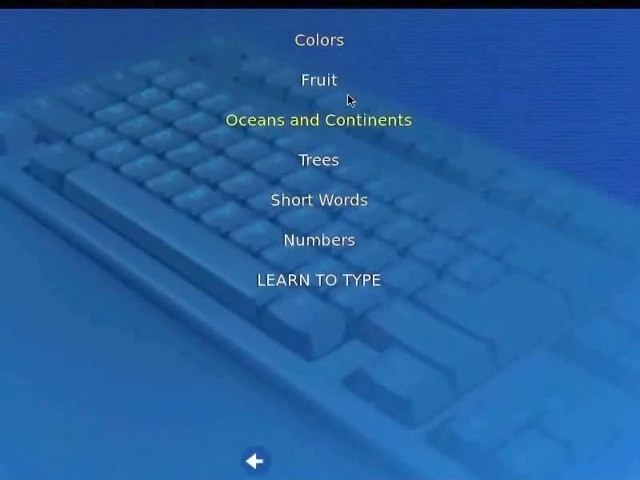 Colors
Fruit
Oceans and Continents
Trees
Short Words
Numbers
LEARN TO TYPE